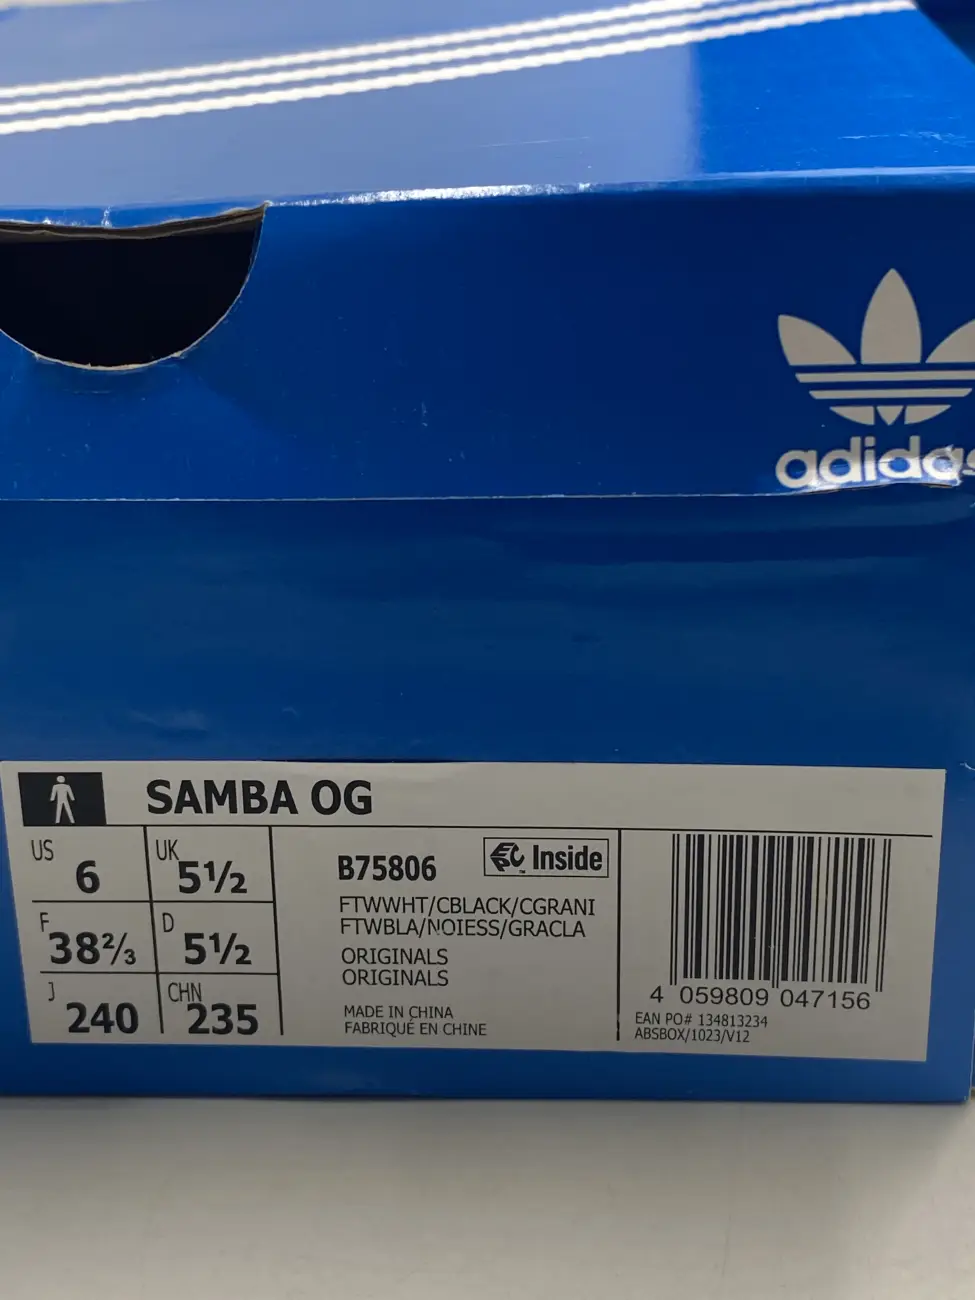 adidas
SAMBA OG
US 6 UK 5½
F 38⅔ D 5½
J 240 CHN 235
B75806 Inside
FTWWHT/CBLACK/CGRANI
FTWBLA/NOIESS/GRACLA
ORIGINALS
ORIGINALS
MADE IN CHINA
FABRIQUÉ EN CHINE
4 059809 047156
EAN PO# 134813234
ABSBOX/1023/V12